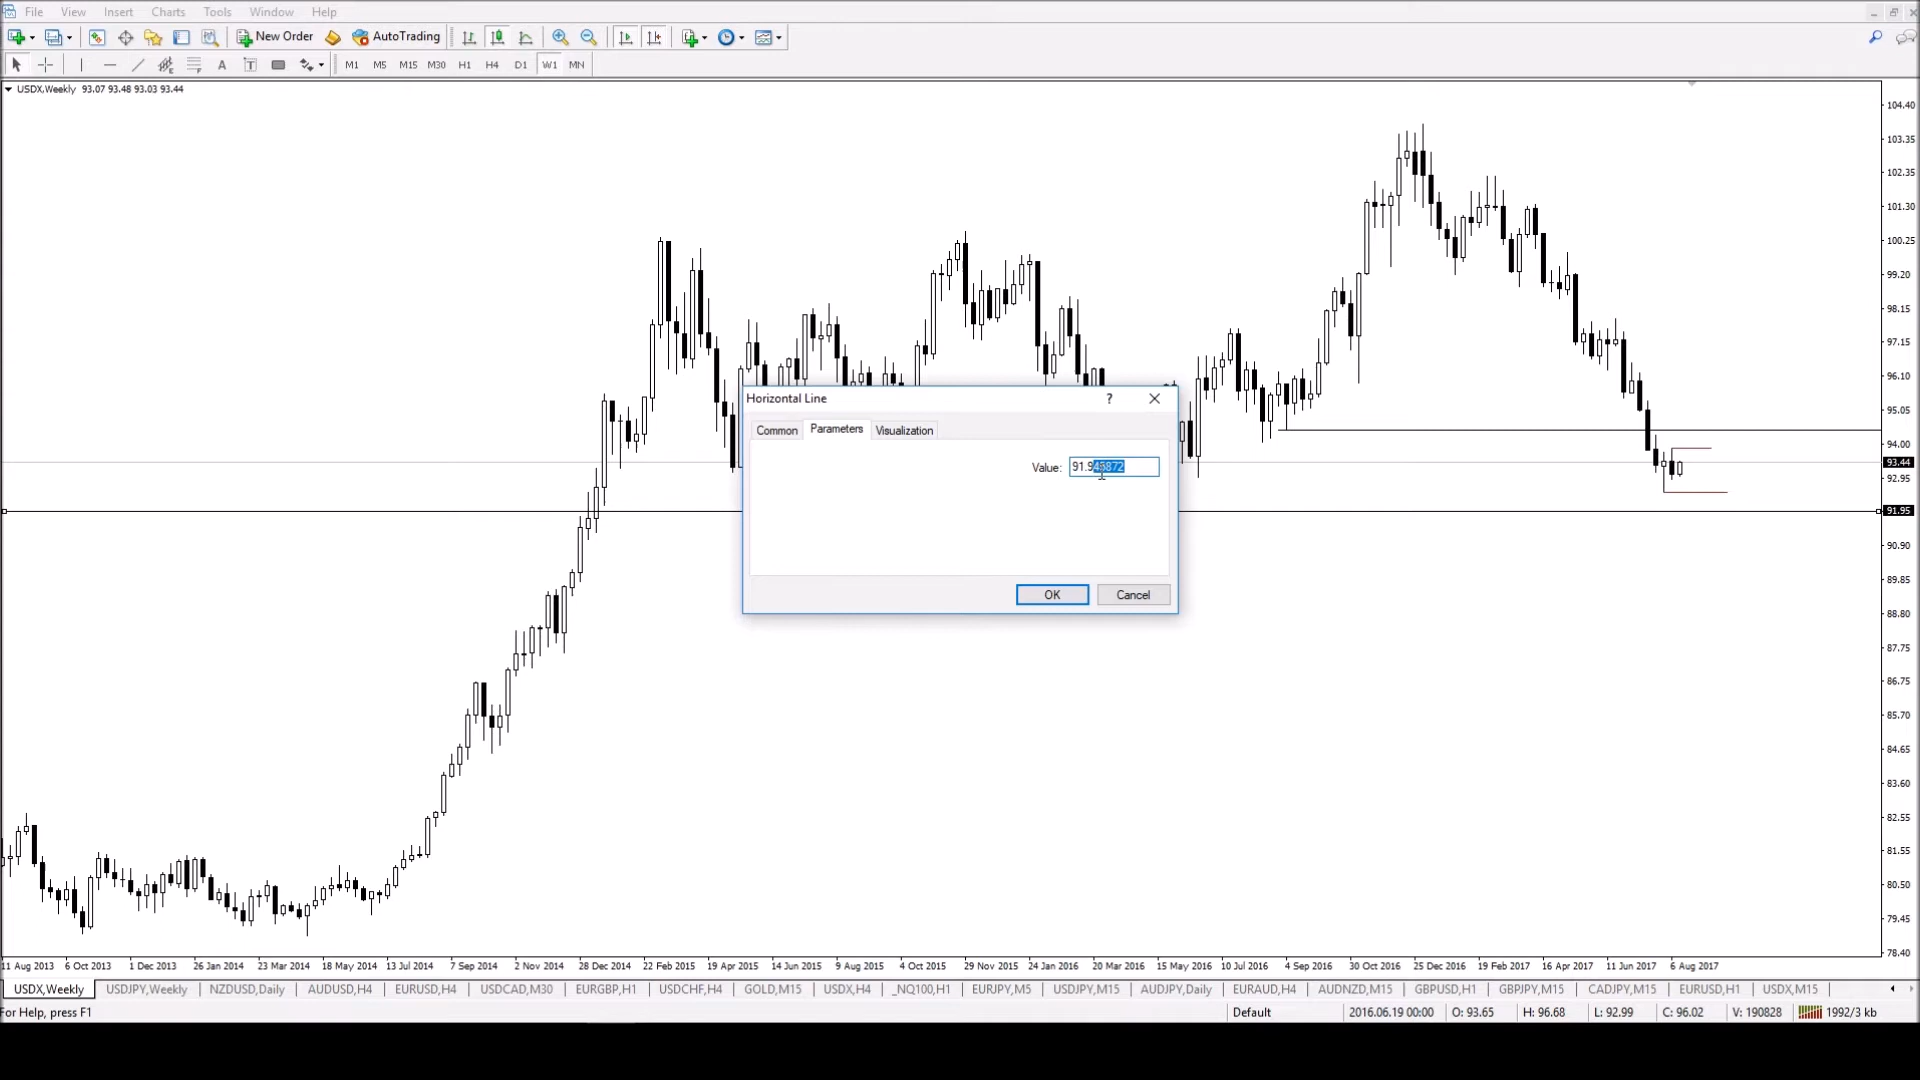 File View Insert Charts Tools Window Help
New Order AutoTrading
A T M1 M5 M15 M30 H1 H4 D1 W1 MN
USDX,Weekly 93.07 93.48 93.03 93.44
104.40
103.35
102.35
101.30
100.25
99.20
98.15
97.15
96.10
95.05
94.00
93.44
92.95
91.95
90.90
89.85
88.80
87.75
86.75
85.70
84.65
83.60
82.55
81.55
80.50
79.45
78.40
Horizontal Line ?
Common Parameters Visualization
Value:
OK Cancel
11 Aug 2013 6 Oct 2013 1 Dec 2013 26 Jan 2014 23 Mar 2014 18 May 2014 13 Jul 2014 7 Sep 2014 2 Nov 2014 28 Dec 2014 22 Feb 2015 19 Apr 2015 14 Jun 2015 9 Aug 2015 4 Oct 2015 29 Nov 2015 24 Jan 2016 20 Mar 2016 15 May 2016 10 Jul 2016 4 Sep 2016 30 Oct 2016 25 Dec 2016 19 Feb 2017 16 Apr 2017 11 Jun 2017 6 Aug 2017
USDX,Weekly USDJPY,Weekly NZDUSD,Daily AUDUSD,H4 EURUSD,H4 USDCAD,M30 EURGBP,H1 USDCHF,H4 GOLD,M15 USDX,H4 _NQ100,H1 EURJPY,M5 USDJPY,M15 AUDJPY,Daily EURAUD,H4 AUDNZD,M15 GBPUSD,H1 GBPJPY,M15 CADJPY,M15 EURUSD,H1 USDX,M15
For Help, press F1 Default 2016.06.19 00:00 O: 93.65 H: 96.68 L: 92.99 C: 96.02 V: 190828 1992/3 kb